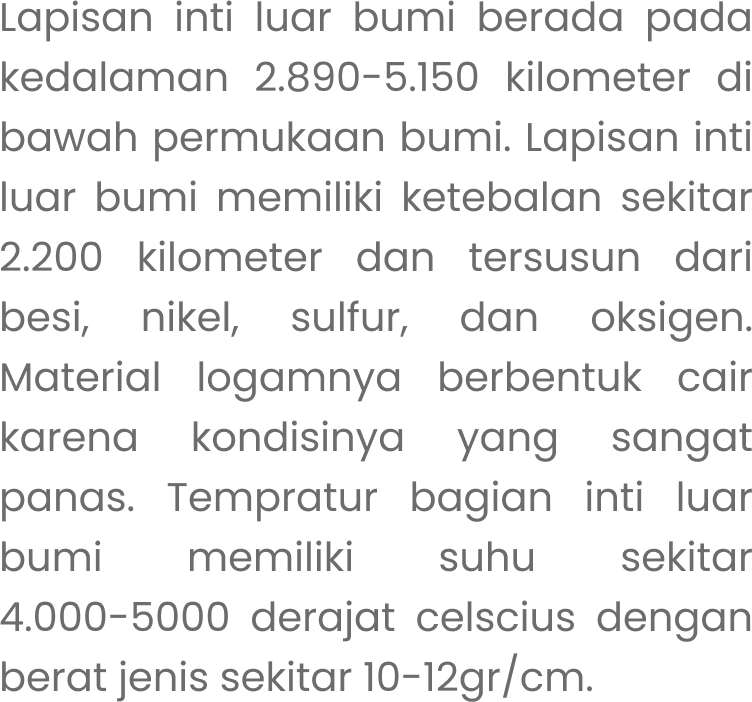 Lapisan inti luar bumi berada pada
kedalaman 2.890-5.150 kilometer di
bawah permukaan bumi. Lapisan inti
luar bumi memiliki ketebalan sekitar
2.200 kilometer dan tersusun dari
besi, nikel, sulfur, dan oksigen.
Material logamnya berbentuk cair
karena kondisinya yang sangat
panas. Tempratur bagian inti luar
bumi memiliki suhu sekitar
4.000-5000 derajat celscius dengan
berat jenis sekitar 10-12gr/cm.